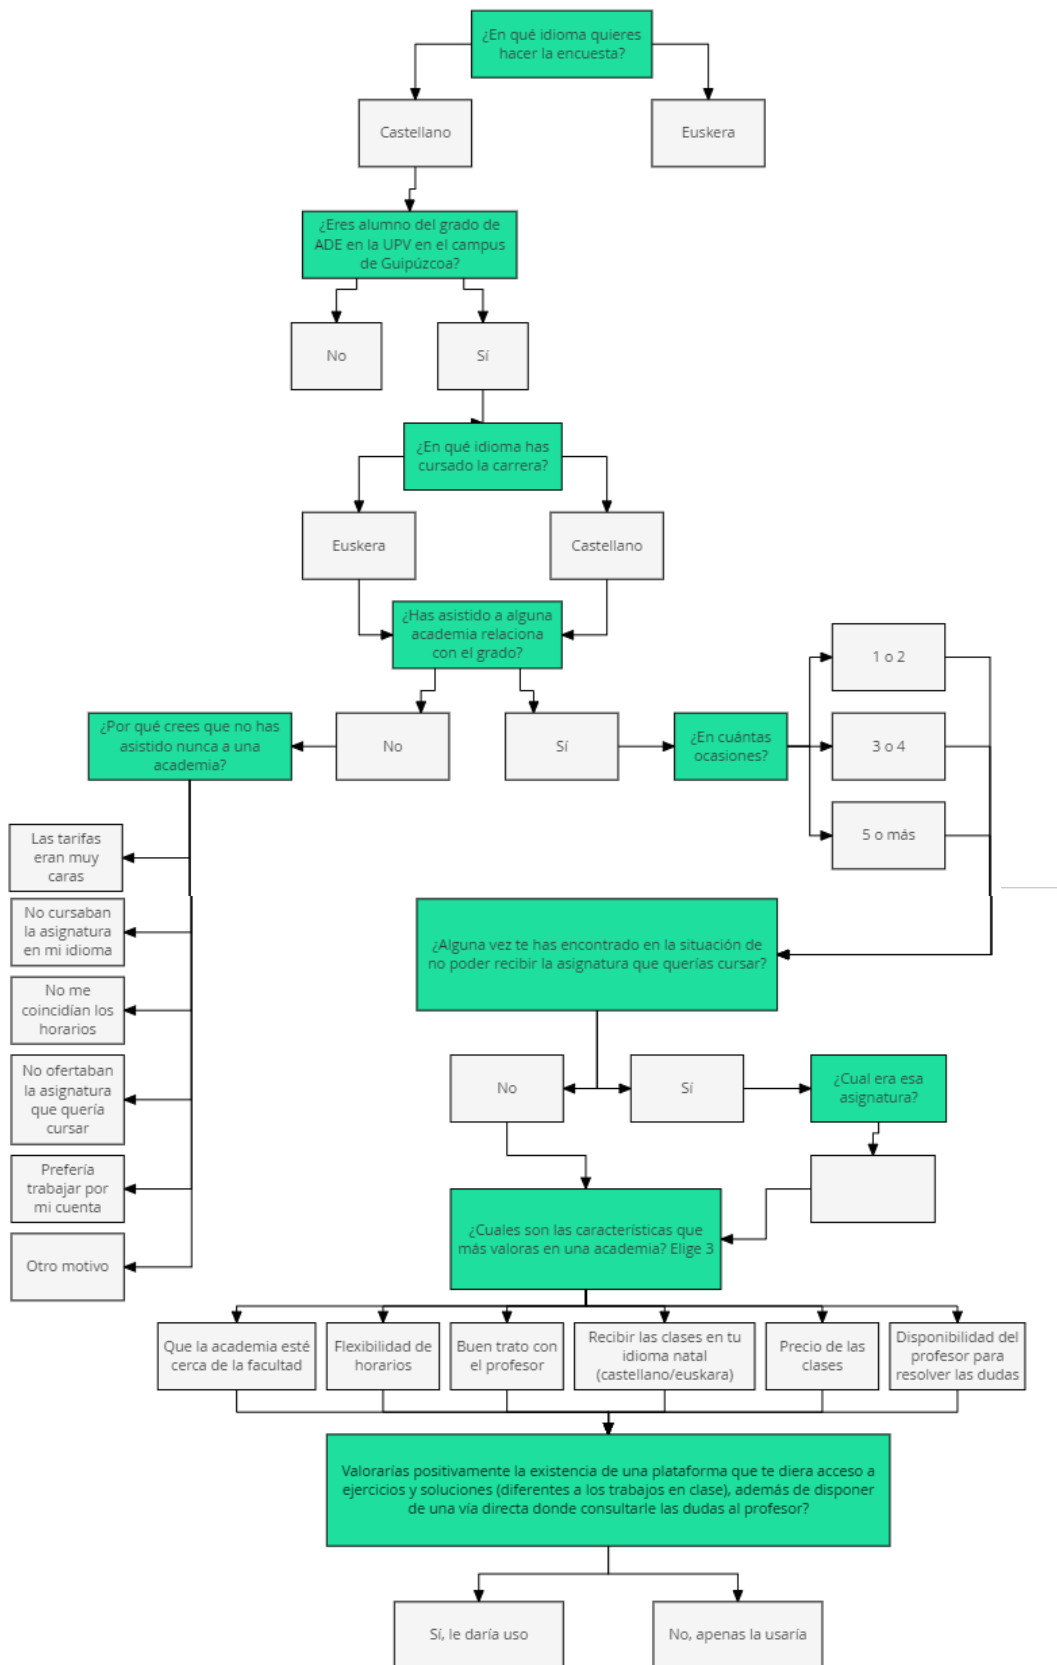 ¿En qué idioma quieres
hacer la encuesta?
Castellano
Euskera
¿Eres alumno del grado de
ADE en la UPV en el campus
de Guipúzcoa?
No
Sí
¿En qué idioma has
cursado la carrera?
Euskera
Castellano
¿Has asistido a alguna
academia relaciona
con el grado?
1 o 2
¿Por qué crees que no has
asistido nunca a una
academia?
No
Sí
¿En cuántas
ocasiones?
3 o 4
5 o más
Las tarifas
eran muy
caras
No cursaban
la asignatura
en mi idioma
No me
coincidían los
horarios
No ofertaban
la asignatura
que quería
cursar
Prefería
trabajar por
mi cuenta
Otro motivo
¿Alguna vez te has encontrado en la situación de
no poder recibir la asignatura que querías cursar?
No
Sí
¿Cual era esa
asignatura?
¿Cuales son las características que
más valoras en una academia? Elige 3
Que la academia esté
cerca de la facultad
Flexibilidad de
horarios
Buen trato con
el profesor
Recibir las clases en tu
idioma natal
(castellano/euskara)
Precio de las
clases
Disponibilidad del
profesor para
resolver las dudas
Valorarías positivamente la existencia de una plataforma que te diera acceso a
ejercicios y soluciones (diferentes a los trabajos en clase), además de disponer
de una vía directa donde consultarle las dudas al profesor?
Sí, le daría uso
No, apenas la usaría